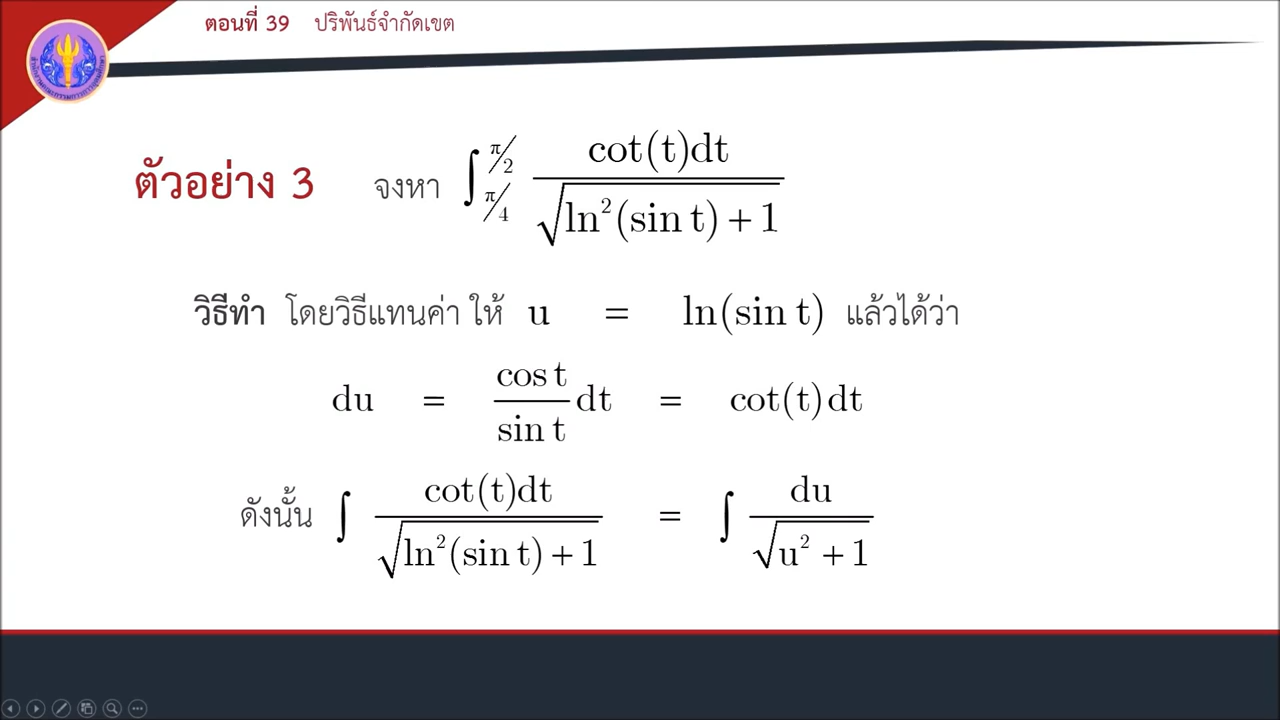 ตอนที่ 39 ปริพันธ์จำกัดเขต
ตัวอย่าง 3 จงหา ∫_{π/4}^{π/2} cot(t)dt / √(ln²(sin t) + 1)
วิธีทำ โดยวิธีแทนค่า ให้ u = ln(sin t) แล้วได้ว่า
du = cos t / sin t dt = cot(t) dt
ดังนั้น ∫ cot(t)dt / √(ln²(sin t) + 1) = ∫ du / √(u² + 1)